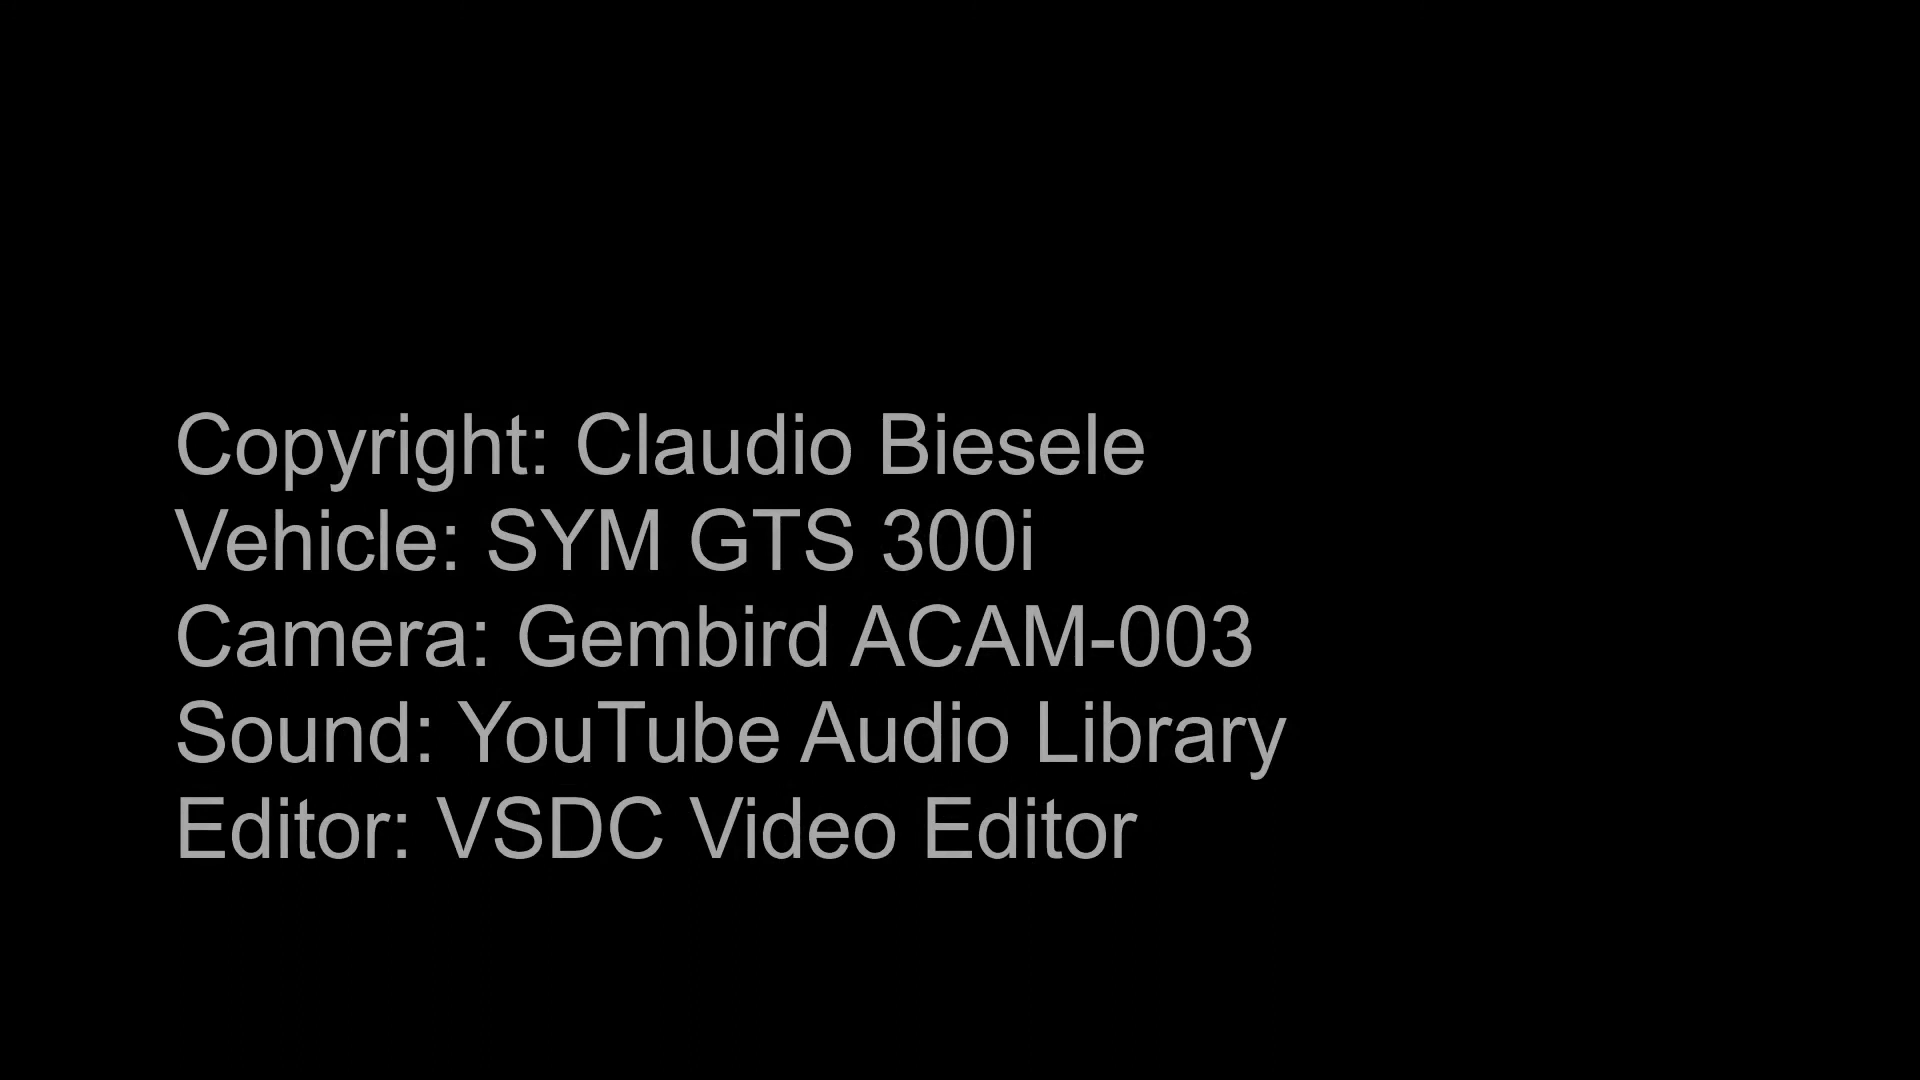 Copyright: Claudio Biesele
Vehicle: SYM GTS 300i
Camera: Gembird ACAM-003
Sound: YouTube Audio Library
Editor: VSDC Video Editor